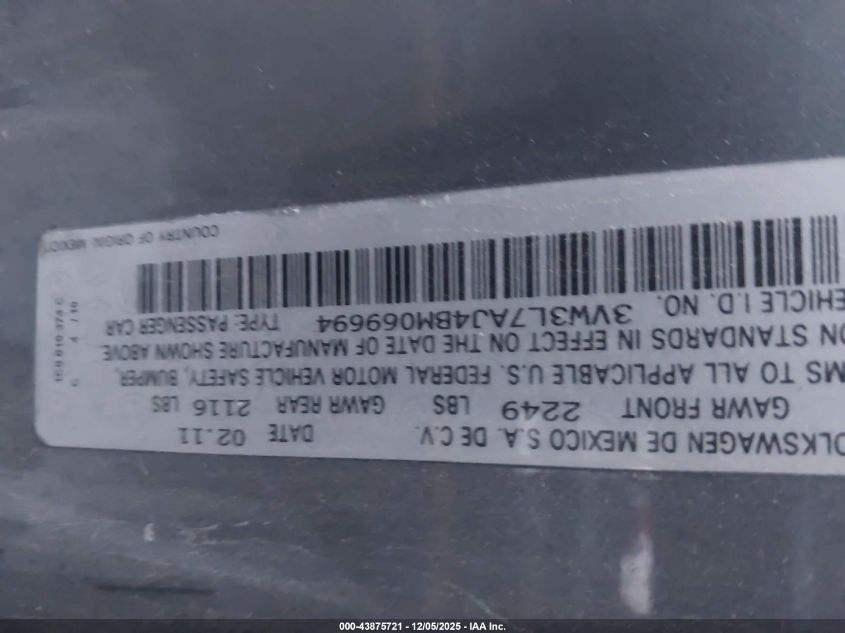 OLKSWAGEN DE MEXICO S.A. DE C.V. DATE 02.11
GAWR FRONT 2249 LBS GAWR REAR 2116 LBS
MS TO ALL APPLICABLE U.S. FEDERAL MOTOR VEHICLE SAFETY, BUMPER,
ON STANDARDS IN EFFECT ON THE DATE OF MANUFACTURE SHOWN ABOVE
EHICLE I.D. NO. 3VW3L7AJ4BM069694 TYPE: PASSENGER CAR
COUNTRY OF ORIGIN: MEXICO
000-43875721 - 12/05/2025 - IAA Inc.